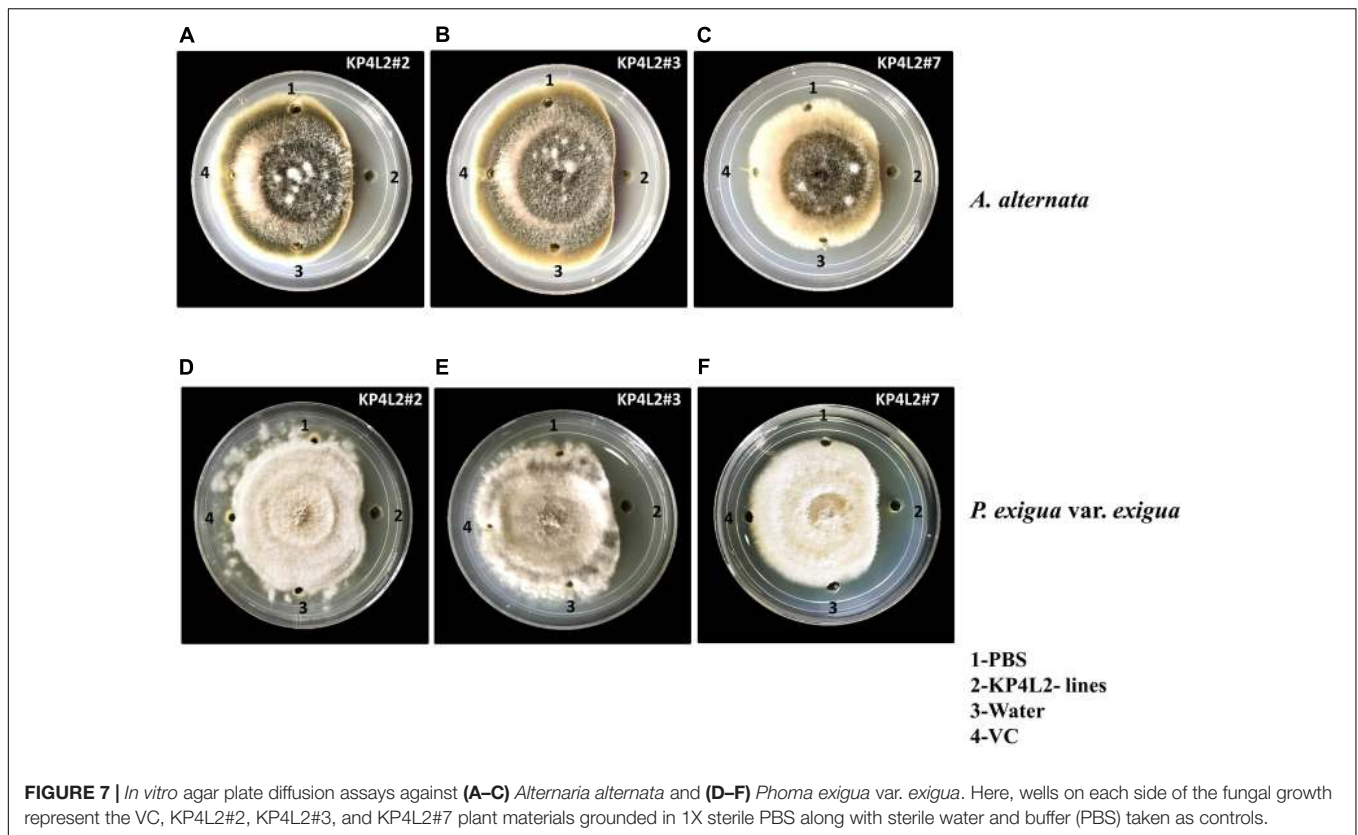 A
B
C
KP4L2#2
KP4L2#3
KP4L2#7
1
1
1
4
2
4
2
4
2
3
3
3
A. alternata
D
E
F
KP4L2#2
KP4L2#3
KP4L2#7
1
1
1
4
2
4
2
4
2
3
3
3
P. exigua var. exigua
1-PBS
2-KP4L2- lines
3-Water
4-VC
FIGURE 7 | In vitro agar plate diffusion assays against (A–C) Alternaria alternata and (D–F) Phoma exigua var. exigua. Here, wells on each side of the fungal growth
represent the VC, KP4L2#2, KP4L2#3, and KP4L2#7 plant materials grounded in 1X sterile PBS along with sterile water and buffer (PBS) taken as controls.